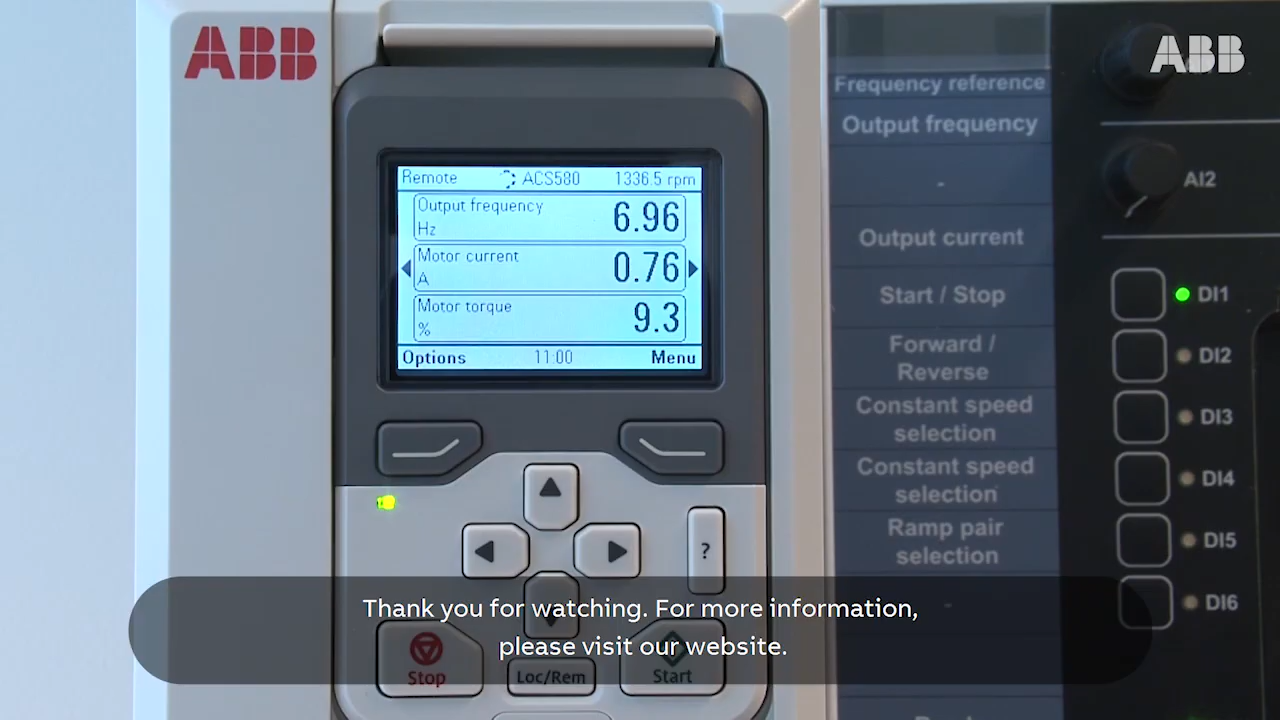 ABB
ABB
Remote ACS580 1336.5 rpm
Output frequency
Hz
6.96
Motor current
A
0.76
Motor torque
%
9.3
Options 11:00 Menu
?
Stop
Loc/Rem
Start
Frequency reference
Output frequency
-
Output current
Start / Stop
Forward /
Reverse
Constant speed
selection
Constant speed
selection
Ramp pair
selection
-
AI2
DI1
DI2
DI3
DI4
DI5
DI6
Thank you for watching. For more information,
please visit our website.